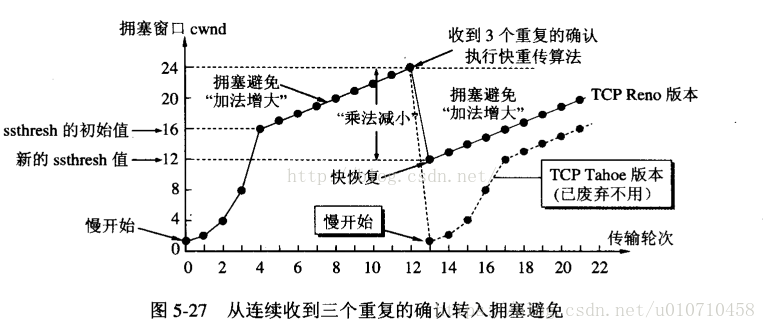 拥塞窗口 cwnd
收到 3 个重复的确认
执行快重传算法
24
20
16
12
8
4
0
拥塞避免
“加法增大”
“乘法减小”
拥塞避免
“加法增大”
TCP Reno 版本
ssthresh 的初始值
新的 ssthresh 值
快恢复
TCP Tahoe 版本
(已废弃不用)
慢开始
慢开始
传输轮次
0 2 4 6 8 10 12 14 16 18 20 22
图 5-27 从连续收到三个重复的确认转入拥塞避免
csdn.net/u010710458